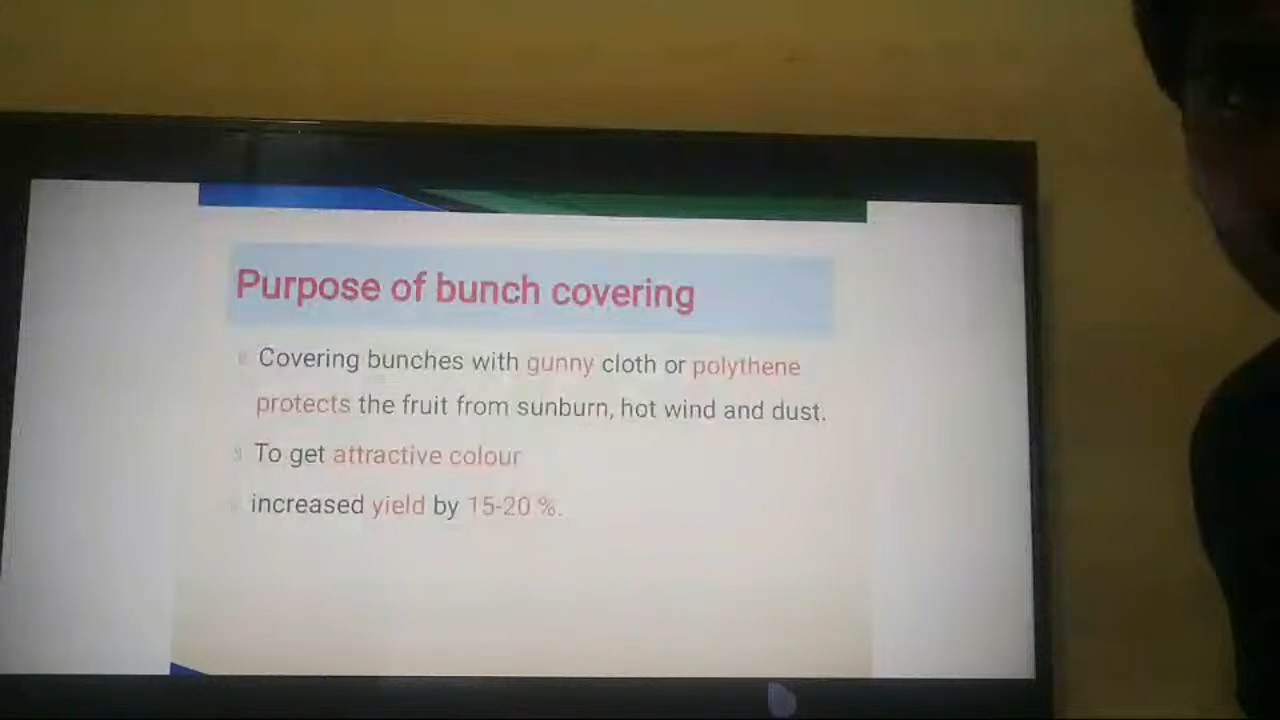 Purpose of bunch covering
Covering bunches with gunny cloth or polythene
protects the fruit from sunburn, hot wind and dust.
To get attractive colour
increased yield by 15-20 %.